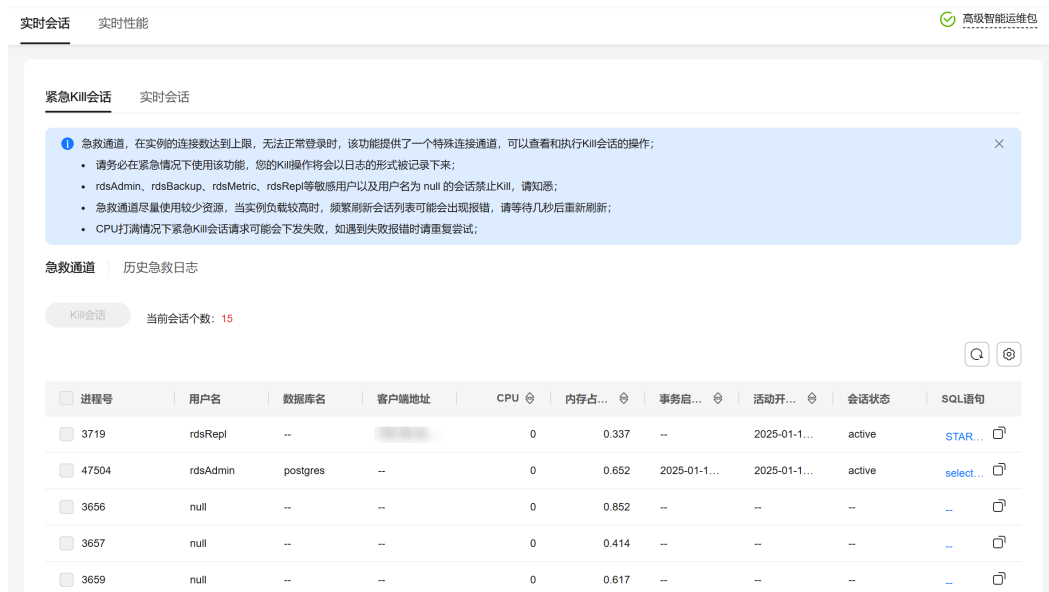 实时会话 实时性能 高级智能运维包
紧急Kill会话 实时会话
急救通道，在实例的连接数达到上限，无法正常登录时，该功能提供了一个特殊连接通道，可以查看和执行Kill会话的操作；
• 请务必在紧急情况下使用该功能，您的Kill操作将会以日志的形式被记录下来；
• rdsAdmin、rdsBackup、rdsMetric、rdsRepl等敏感用户以及用户名为 null 的会话禁止Kill，请知悉；
• 急救通道尽量使用较少资源，当实例负载较高时，频繁刷新会话列表可能会出现报错，请等待几秒后重新刷新；
• CPU打满情况下紧急Kill会话请求可能会下发失败，如遇到失败报错时请重复尝试；
急救通道 历史急救日志
Kill会话 当前会话个数：15
进程号 用户名 数据库名 客户端地址 CPU 内存占... 事务启... 活动开... 会话状态 SQL语句
3719 rdsRepl -- 0 0.337 -- 2025-01-1... active STAR...
47504 rdsAdmin postgres -- 0 0.652 2025-01-1... 2025-01-1... active select...
3656 null -- -- 0 0.852 -- -- -- --
3657 null -- -- 0 0.414 -- -- -- --
3659 null -- -- 0 0.617 -- -- -- --